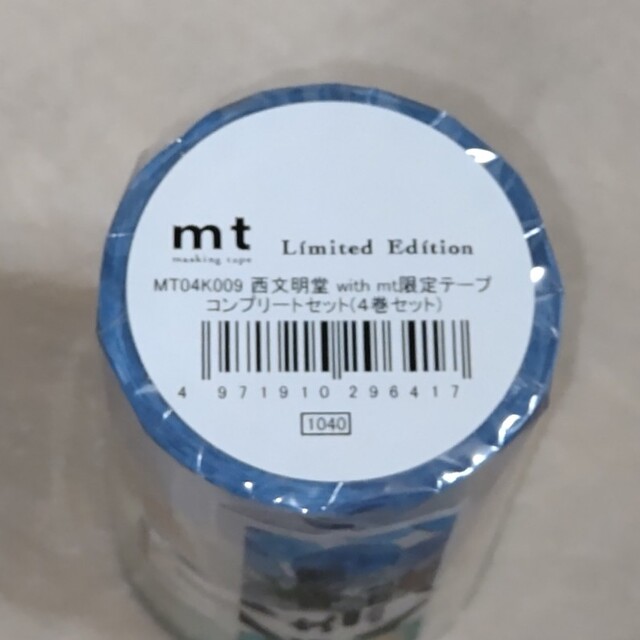 mt Limited Edition
masking tape
MT04K009 西文明堂 with mt限定テープ
コンプリートセット(4巻セット)
4 971910 296417
1040